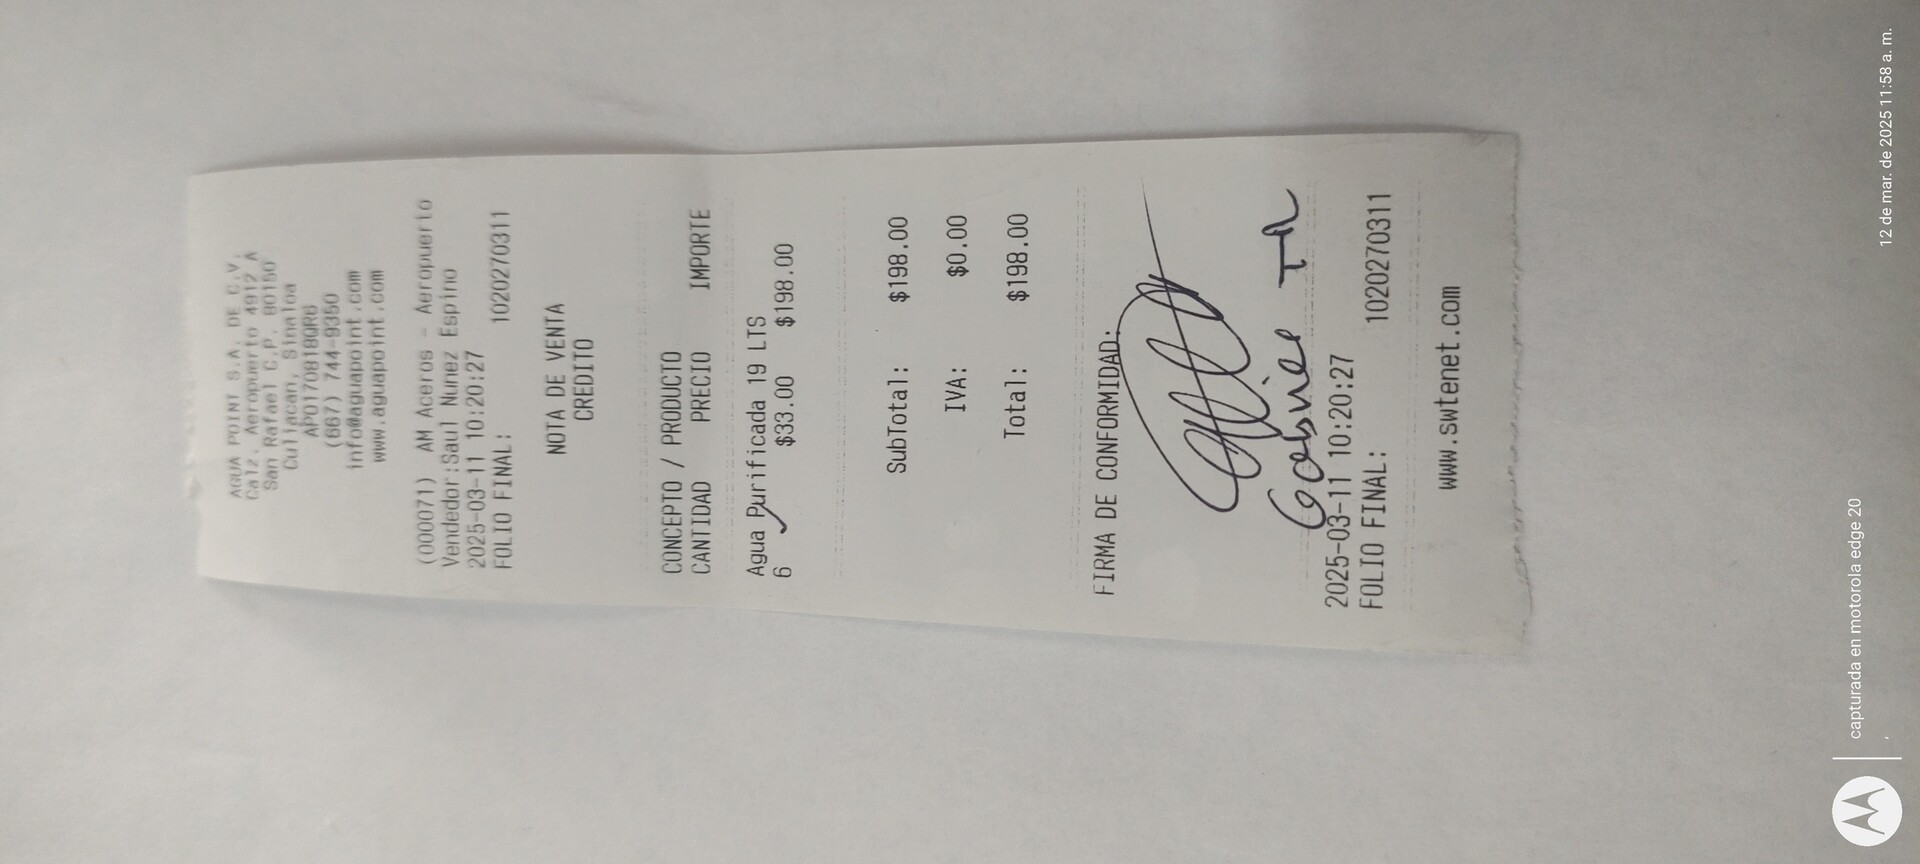 AGUA POINT S.A. DE C.V.
Calz. Aeropuerto 4912 A
San Rafael C.P. 80150
Culiacan, Sinaloa
APO170818QR6
(667) 744-9350
info@aguapoint.com
www.aguapoint.com
(000071) AM Aceros - Aeropuerto
Vendedor:Saul Nunez Espino
2025-03-11 10:20:27
FOLIO FINAL: 1020270311
NOTA DE VENTA
CREDITO
CONCEPTO / PRODUCTO
CANTIDAD PRECIO IMPORTE
Agua Purificada 19 LTS
6 $33.00 $198.00
SubTotal: $198.00
IVA: $0.00
Total: $198.00
FIRMA DE CONFORMIDAD:
Gabriel
2025-03-11 10:20:27
FOLIO FINAL: 1020270311
www.swtenet.com
capturada en motorola edge 20
12 de mar. de 2025 11:58 a. m.